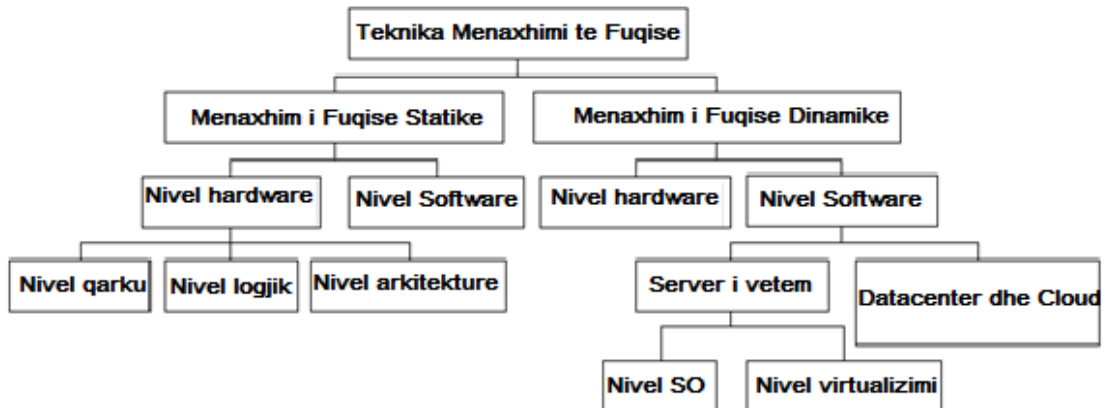 Teknika Menaxhimi te Fuqise
Menaxhim i Fuqise Statike
Menaxhim i Fuqise Dinamike
Nivel hardware
Nivel Software
Nivel hardware
Nivel Software
Nivel qarku
Nivel logjik
Nivel arkitekture
Server i vetem
Datacenter dhe Cloud
Nivel SO
Nivel virtualizimi